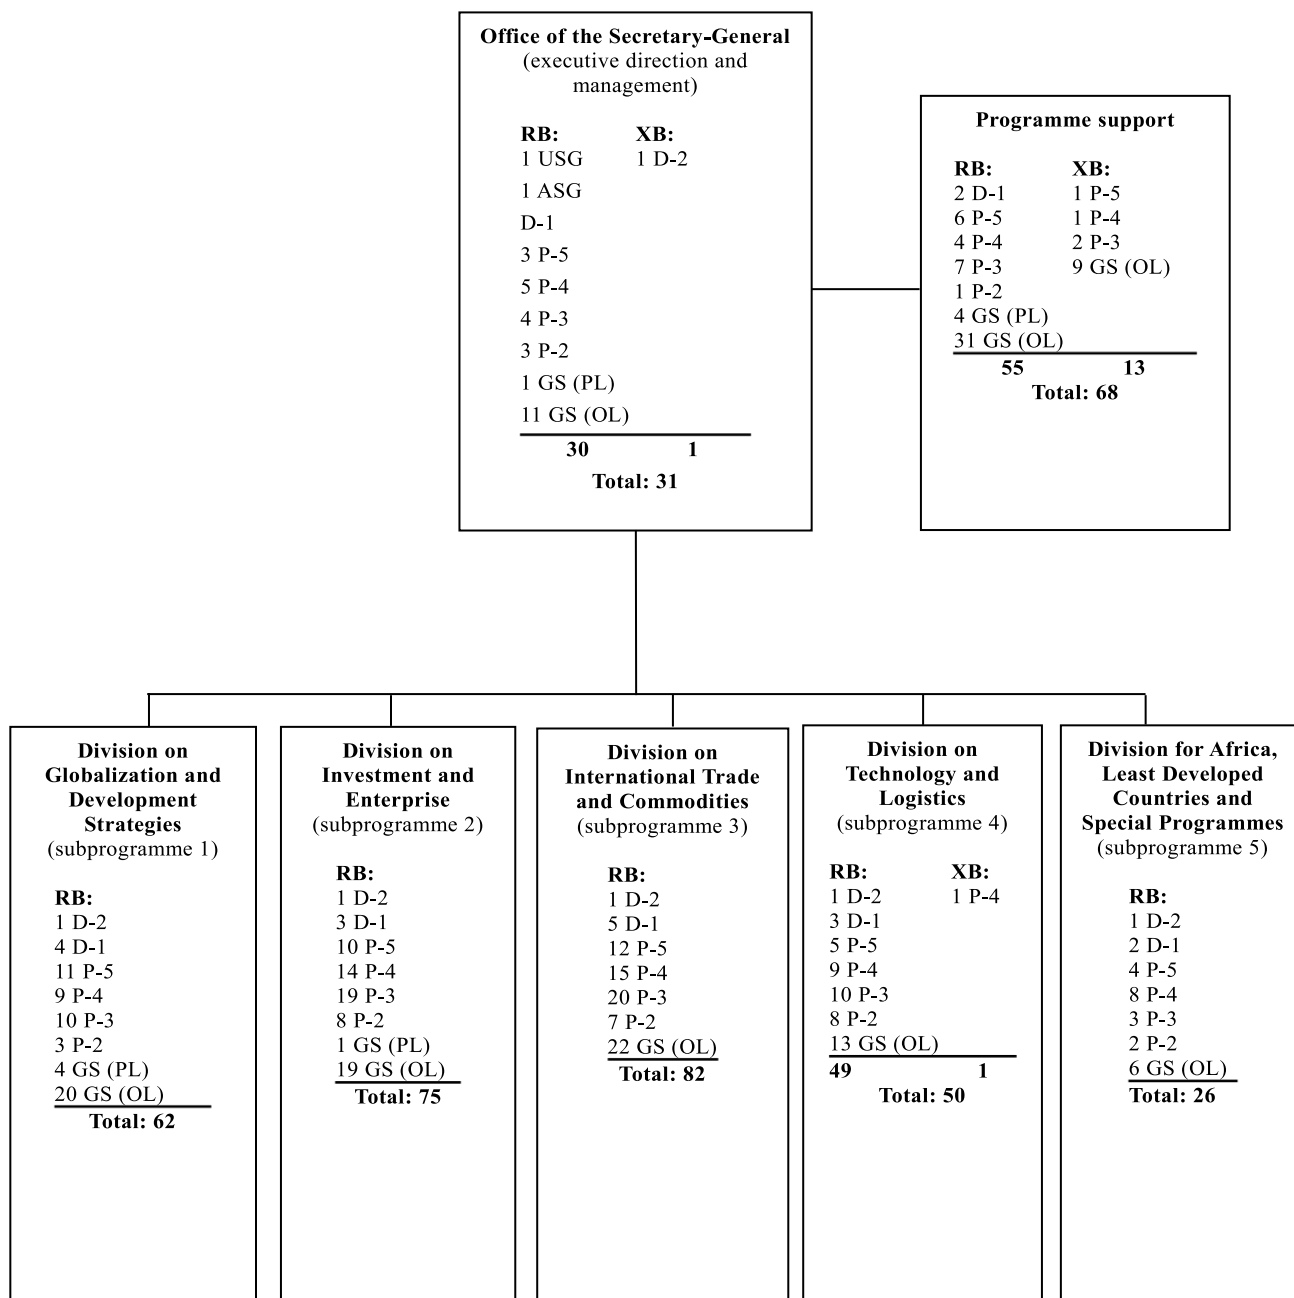 Office of the Secretary-General
(executive direction and
management)
RB: XB:
1 USG 1 D-2
1 ASG
D-1
3 P-5
5 P-4
4 P-3
3 P-2
1 GS (PL)
11 GS (OL)
30 1
Total: 31
Programme support
RB: XB:
2 D-1 1 P-5
6 P-5 1 P-4
4 P-4 2 P-3
7 P-3 9 GS (OL)
1 P-2
4 GS (PL)
31 GS (OL)
55 13
Total: 68
Division on
Globalization and
Development
Strategies
(subprogramme 1)
RB:
1 D-2
4 D-1
11 P-5
9 P-4
10 P-3
3 P-2
4 GS (PL)
20 GS (OL)
Total: 62
Division on
Investment and
Enterprise
(subprogramme 2)
RB:
1 D-2
3 D-1
10 P-5
14 P-4
19 P-3
8 P-2
1 GS (PL)
19 GS (OL)
Total: 75
Division on
International Trade
and Commodities
(subprogramme 3)
RB:
1 D-2
5 D-1
12 P-5
15 P-4
20 P-3
7 P-2
22 GS (OL)
Total: 82
Division on
Technology and
Logistics
(subprogramme 4)
RB: XB:
1 D-2 1 P-4
3 D-1
5 P-5
9 P-4
10 P-3
8 P-2
13 GS (OL)
49 1
Total: 50
Division for Africa,
Least Developed
Countries and
Special Programmes
(subprogramme 5)
RB:
1 D-2
2 D-1
4 P-5
8 P-4
3 P-3
2 P-2
6 GS (OL)
Total: 26